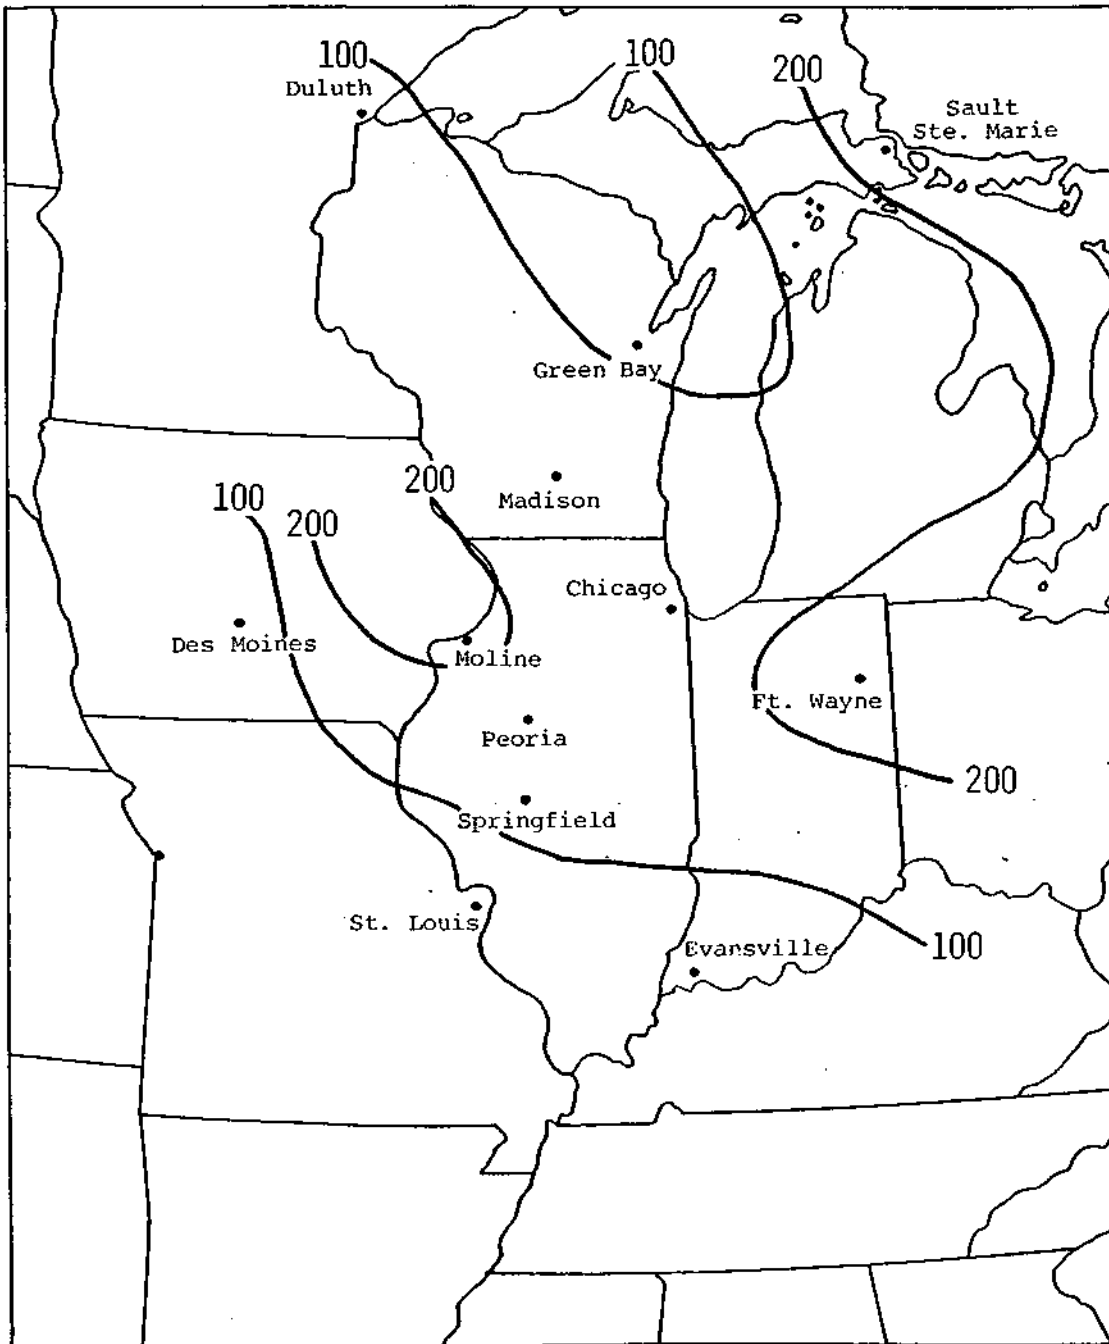 100
100
200
Duluth
Sault
Ste. Marie
Green Bay
200
100
200
Madison
Chicago
Des Moines
Moline
Ft. Wayne
Peoria
200
Springfield
St. Louis
Evansville
100